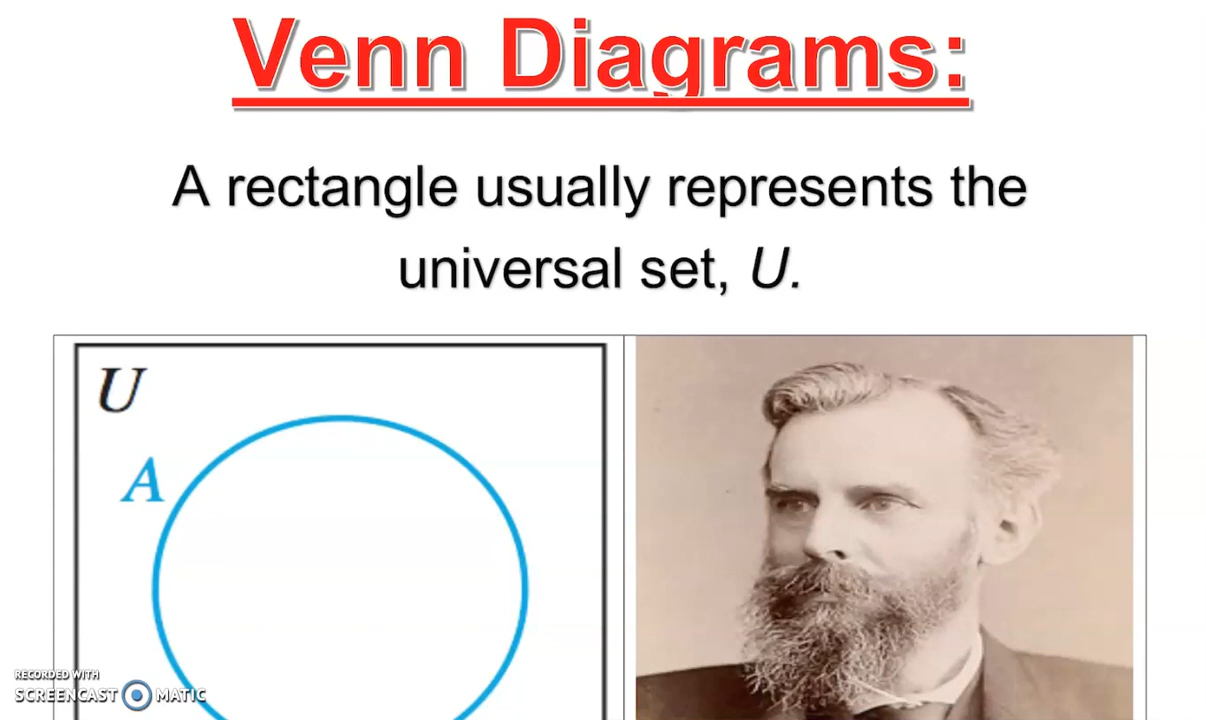 Venn Diagrams:
A rectangle usually represents the
universal set, U.
U
A
RECORDED WITH
SCREENCAST MATIC